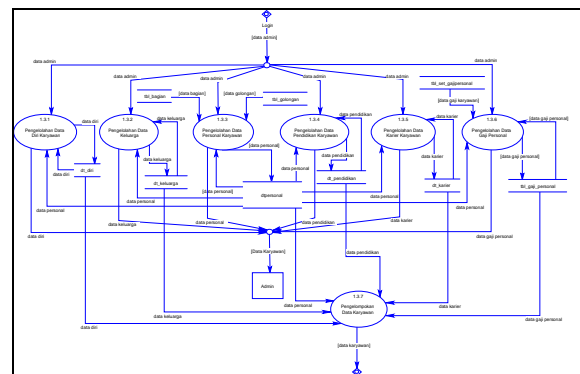 Login
[data admin]
data admin
data admin
data admin
data admin
data admin
data admin
tbl_set_gajipersonal
tbl_bagian
[data bagian]
[data golongan]
tbl_golongan
[data gaji karyawan]
1.3.1
Pengelolahan Data
Diri Karyawan
data diri
1.3.2
Pengelolahan Data
Keluarga
data keluarga
1.3.3
Pengelolahan Data
Personal Karyawan
1.3.4
Pengelolahan Data
Pendidikan Karyawan
data pendidikan
1.3.5
Pengelolahan Data
Karier Karyawan
data karier
1.3.6
Pengelolahan Data
Gaji Personal
[data gaji personal]
data keluarga
[data personal]
data personal
data pendidikan
data karier
[data gaji personal]
data diri
dt_diri
dt_keluarga
[data personal]
dtpersonal
dt_pendidikan
dt_karier
tbl_gaji_personal
data personal
data personal
data personal
data personal
data diri
data keluarga
data personal
data pendidikan
data karier
data gaji personal
[Data Karyawan]
data pendidikan
Admin
1.3.7
Pengelompokan
Data Karyawan
data personal
data karier
data keluarga
data gaji personal
data diri
[data karyawan]